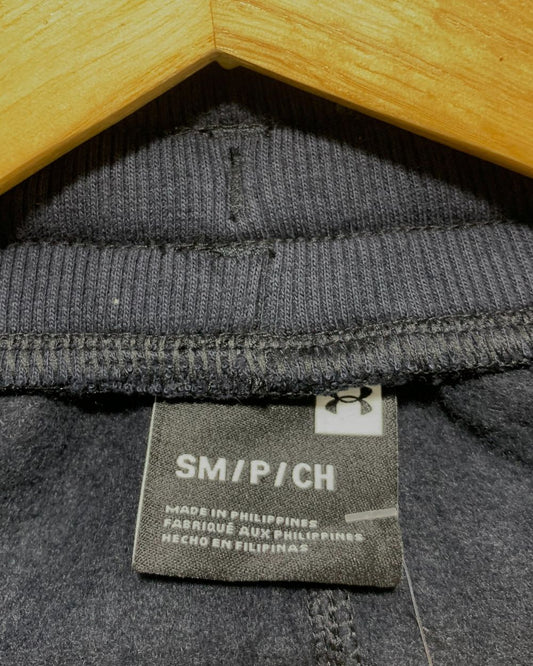 SM/P/CH
MADE IN PHILIPPINES
FABRIQUÉ AUX PHILIPPINES
HECHO EN FILIPINAS